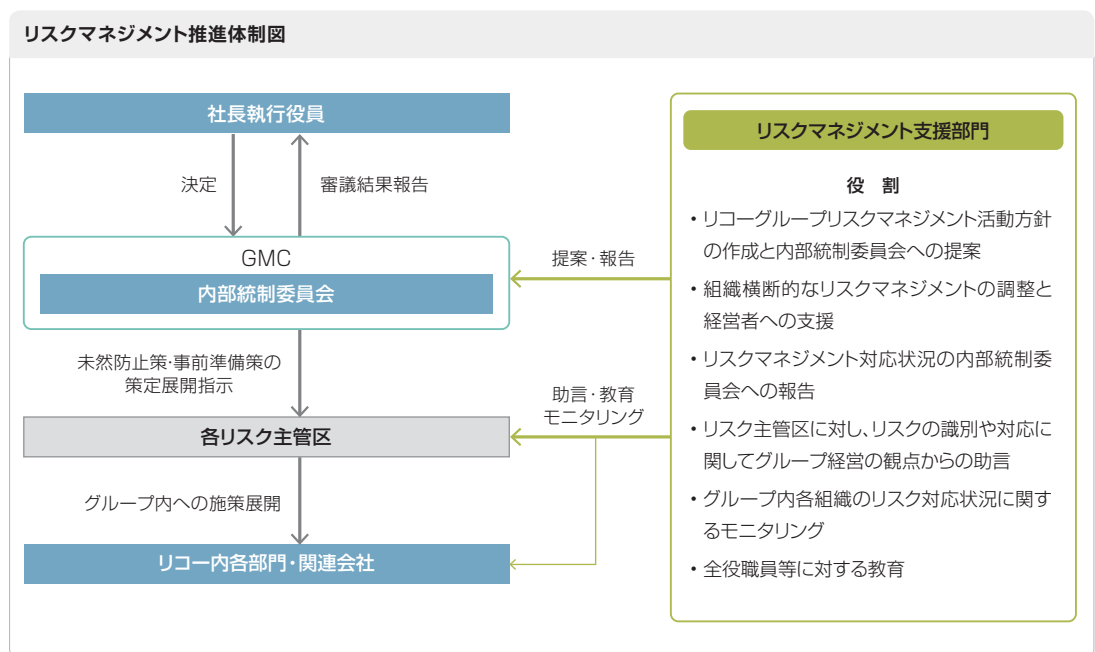 リスクマネジメント推進体制図
社長執行役員
決定
審議結果報告
GMC
内部統制委員会
未然防止策・事前準備策の
策定展開指示
各リスク主管区
グループ内への施策展開
リコー内各部門・関連会社
提案・報告
助言・教育
モニタリング
リスクマネジメント支援部門
役 割
・リコーグループリスクマネジメント活動方針
の作成と内部統制委員会への提案
・組織横断的なリスクマネジメントの調整と
経営者への支援
・リスクマネジメント対応状況の内部統制委
員会への報告
・リスク主管区に対し、リスクの識別や対応に
関してグループ経営の観点からの助言
・グループ内各組織のリスク対応状況に関す
るモニタリング
・全役職員等に対する教育